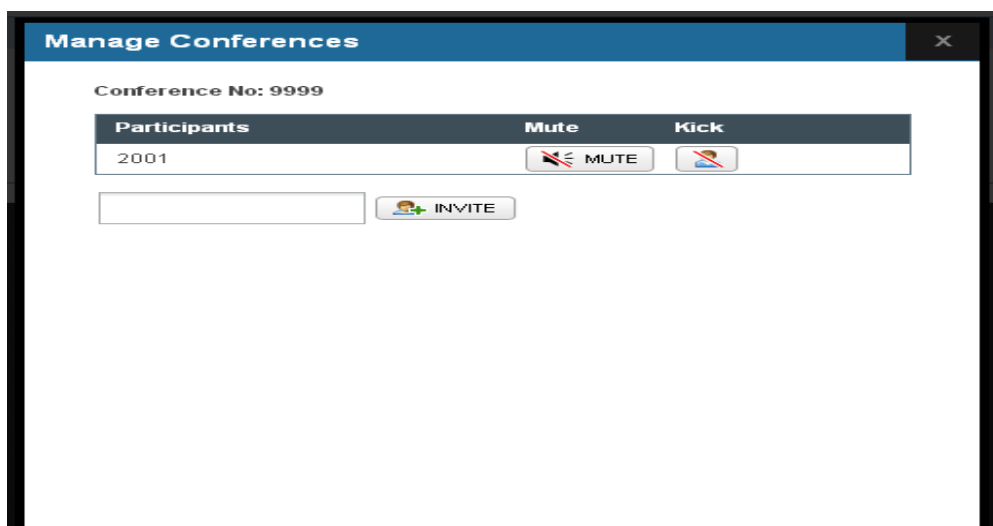 Manage Conferences X
Conference No: 9999
Participants Mute Kick
2001 MUTE
INVITE